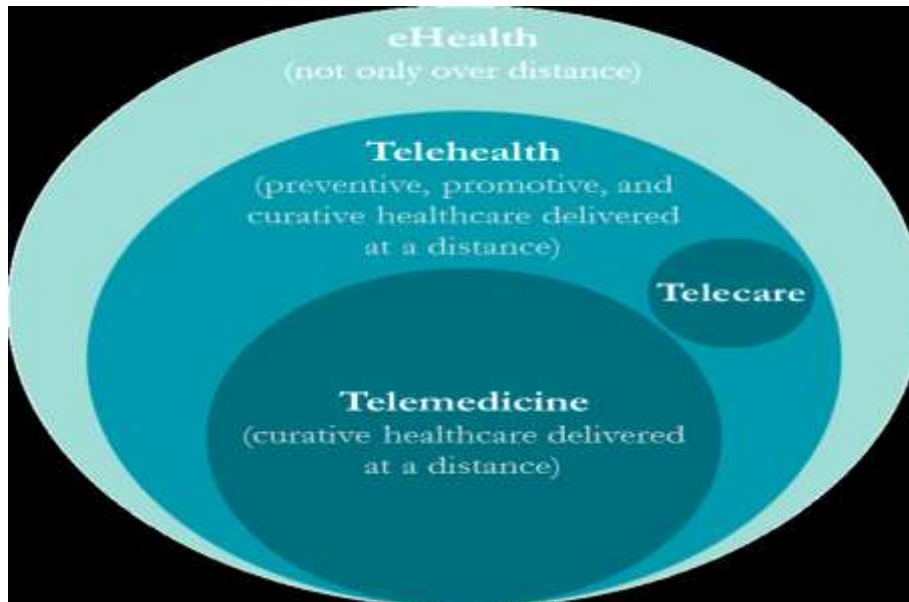 eHealth
(not only over distance)
Telehealth
(preventive, promotive, and
curative healthcare delivered
at a distance)
Telecare
Telemedicine
(curative healthcare delivered
at a distance)